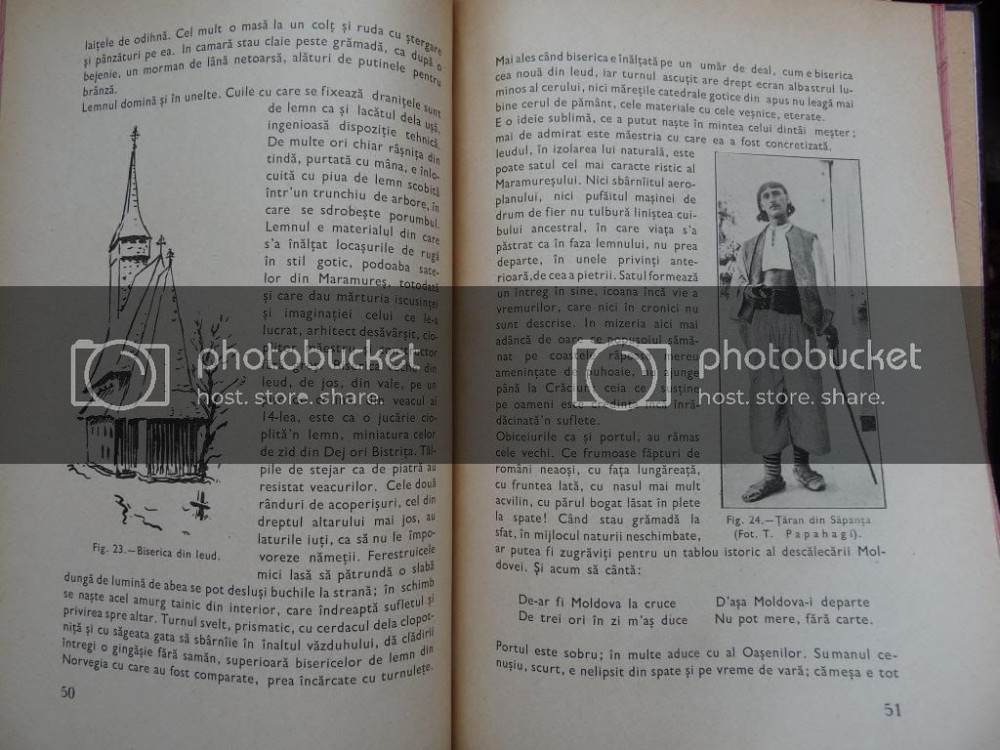 laițele de odihnă. Cel mult o masă la un colț și ruda cu ștergare
și pânzături pe ea. In camară stau claie peste grămadă, ca după o
bejenie, un morman de lână netoarsă, alături de putinele pentru
brânză.
Lemnul domină și în unelte. Cuile cu care se fixează dranițele sunt
de lemn ca și lacătul dela ușă,
ingenioasă dispoziție tehnică.
De multe ori chiar râșnița din
tindă, purtată cu mâna, e înlo-
cuită cu piua de lemn scobită
într'un trunchiu de arbore, în
care se sdrobește porumbul.
Lemnul e materialul din care
s'a înălțat locașurile de rugă
în stil gotic, podoaba sate-
lor din Maramureș, totodată
și care dau mărturia iscusinței
și imaginației celui ce le-a
lucrat, arhitect desăvârșit, cio-
din
Ieud, de jos, din vale, pe un
din veacul al
14-lea, este ca o jucărie cio-
plită'n lemn, miniatura celor
de zid din Dej ori Bistrița. Tăl-
pile de stejar ca de piatră au
resistat veacurilor. Cele două
rânduri de acoperișuri, cel din
dreptul altarului mai jos, au
laturile iuți, ca să nu le împo-
voreze nămeții. Ferestruicele
mici lasă să pătrundă o slabă
dungă de lumină de abea se pot desluși buchile la strană; în schimb
se naște acel amurg tainic din interior, care îndreaptă sufletul și
privirea spre altar. Turnul svelt, prismatic, cu cerdacul dela clopot-
niță și cu săgeata gata să sbârnîie în înaltul văzduhului, dă clădirii
întregi o gingășie fără samăn, superioară bisericelor de lemn din
Norvegia cu care au fost comparate, prea încărcate cu turnulețe.
Fig. 23.—Biserica din Ieud.
50
Mai ales când biserica e înălțată pe un umăr de deal, cum e biserica
cea nouă din Ieud, iar turnul ascuțit are drept ecran albastrul lu-
minos al cerului, nici mărețile catedrale gotice din apus nu leagă mai
bine cerul de pământ, cele materiale cu cele veșnice, eterate.
E o ideie sublimă, ce a putut naște în mintea celui dintâi meșter;
mai de admirat este măestria cu care ea a fost concretizată.
Ieudul, în izolarea lui naturală, este
poate satul cel mai caracte ristic al
Maramureșului. Nici sbârnîitul aero-
planului, nici pufăitul mașinei de
drum de fier nu tulbură liniștea cui-
bului ancestral, în care viața s'a
păstrat ca în faza lemnului, nu prea
departe, în unele privinți ante-
rioară, de cea a pietrii. Satul formează
un întreg în sine, icoana încă vie a
vremurilor, care nici în cronici nu
sunt descrise. In mizeria aici mai
adâncă de oare ce popușoiul sămă-
nat pe coastele râpoase, mereu
amenințate de puhoaie, nu ajunge
până la Crăciun, ceia ce susține
pe oameni este credința încă înră-
dăcinată'n suflete.
Obiceiurile ca și portul, au rămas
cele vechi. Ce frumoase făpturi de
români neaoși, cu fața lungăreață,
cu fruntea lată, cu nasul mai mult
acvilin, cu părul bogat lăsat în plete
la spate! Când stau grămadă la
sfat, în mijlocul naturii neschimbate,
ar putea fi zugrăviți pentru un tablou istoric al descălecării Mol-
dovei. Și acum să cântă:
De-ar fi Moldova la cruce
De trei ori în zi m'aș duce
D'așa Moldova-i departe
Nu pot mere, fără carte.
Portul este sobru; în multe aduce cu al Oașenilor. Sumanul ce-
nușiu, scurt, e nelipsit din spate și pe vreme de vară; cămeșa e tot
Fig. 24.—Țăran din Săpanța
(Fot. T. Papahagi).
51
photobucket
host. store. share.
photobucket
host. store. share.